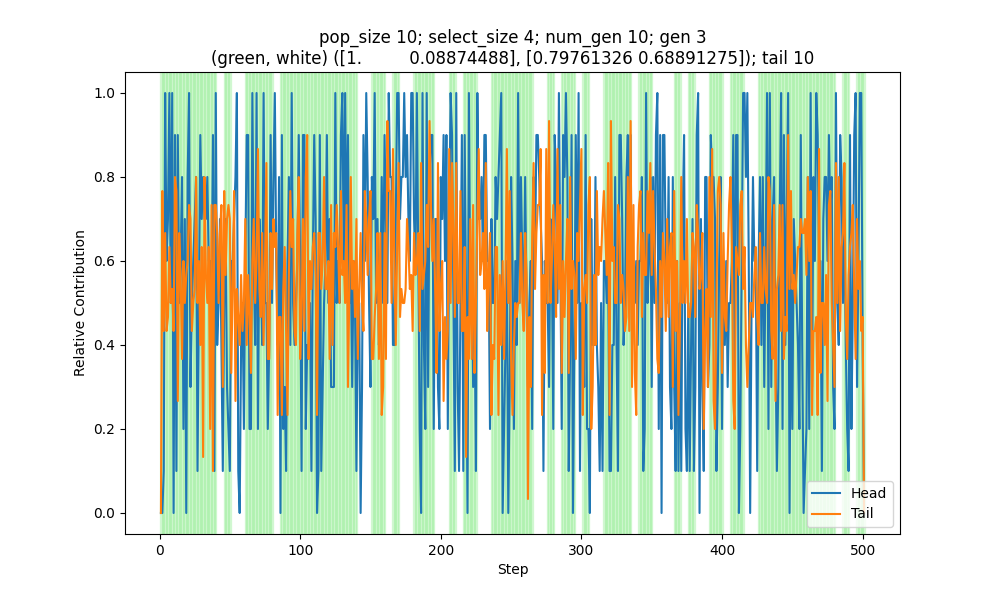 pop_size 10; select_size 4; num_gen 10; gen 3
(green, white) ([1.         0.08874488], [0.79761326 0.68891275]); tail 10
1.0
0.8
0.6
0.4
0.2
0.0
Relative Contribution
Head
Tail
0
100
200
300
400
500
Step